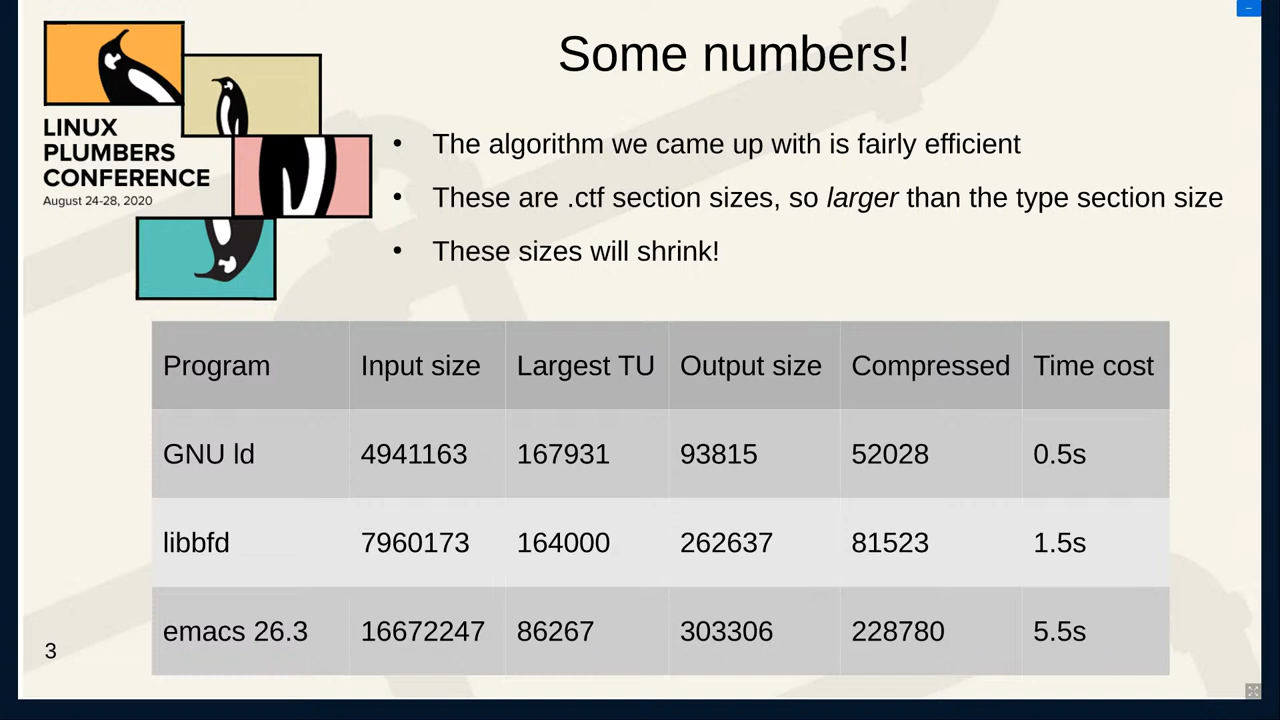 Some numbers!
LINUX
PLUMBERS
CONFERENCE
August 24-28, 2020
• The algorithm we came up with is fairly efficient
• These are .ctf section sizes, so larger than the type section size
• These sizes will shrink!
Program Input size Largest TU Output size Compressed Time cost
GNU ld 4941163 167931 93815 52028 0.5s
libbfd 7960173 164000 262637 81523 1.5s
emacs 26.3 16672247 86267 303306 228780 5.5s
3